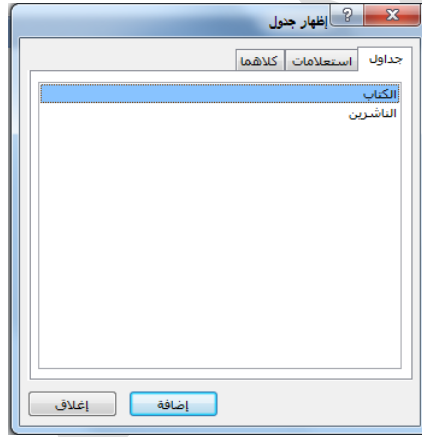 إظهار جدول
جداول استعلامات كلاهما
الكتاب
الناشرين
إضافة إغلاق